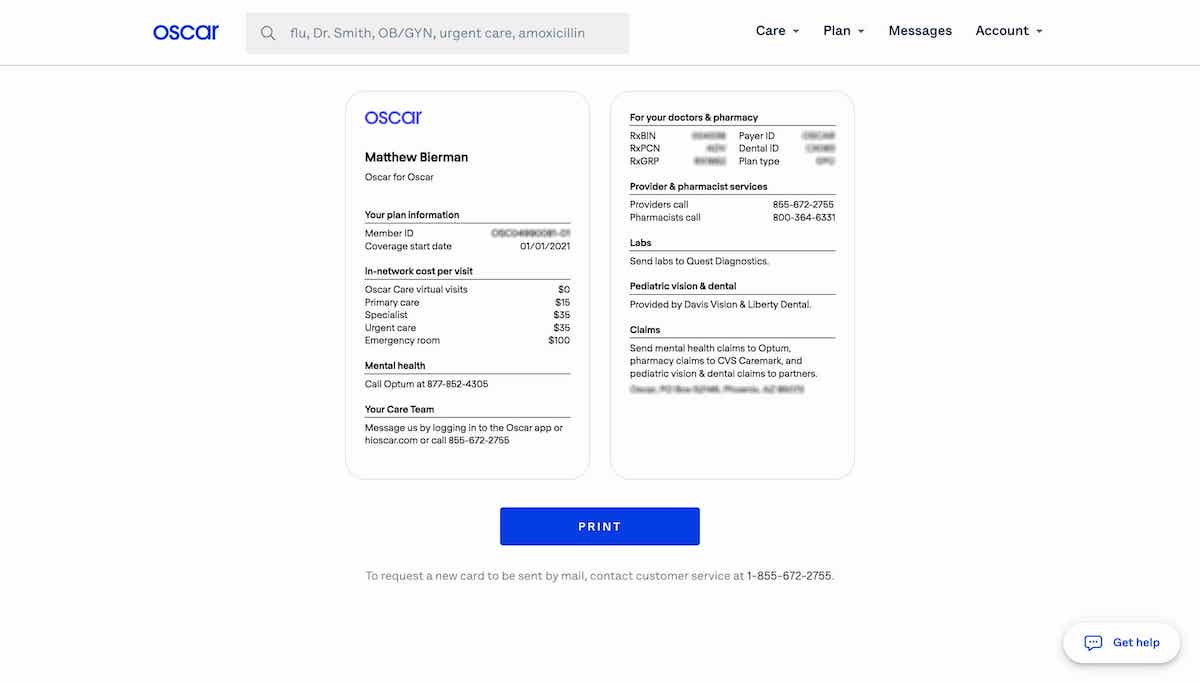 oscar
flu, Dr. Smith, OB/GYN, urgent care, amoxicillin
Care
Plan
Messages
Account
oscar
Matthew Bierman
Oscar for Oscar
Your plan information
Member ID
Coverage start date 01/01/2021
In-network cost per visit
Oscar Care virtual visits $0
Primary care $15
Specialist $35
Urgent care $35
Emergency room $100
Mental health
Call Optum at 877-852-4305
Your Care Team
Message us by logging in to the Oscar app or
hioscar.com or call 855-672-2755
For your doctors & pharmacy
RxBIN Payer ID
RxPCN Dental ID
RxGRP Plan type
Provider & pharmacist services
Providers call 855-672-2755
Pharmacists call 800-364-6331
Labs
Send labs to Quest Diagnostics.
Pediatric vision & dental
Provided by Davis Vision & Liberty Dental.
Claims
Send mental health claims to Optum,
pharmacy claims to CVS Caremark, and
pediatric vision & dental claims to partners.
PRINT
To request a new card to be sent by mail, contact customer service at 1-855-672-2755.
Get help